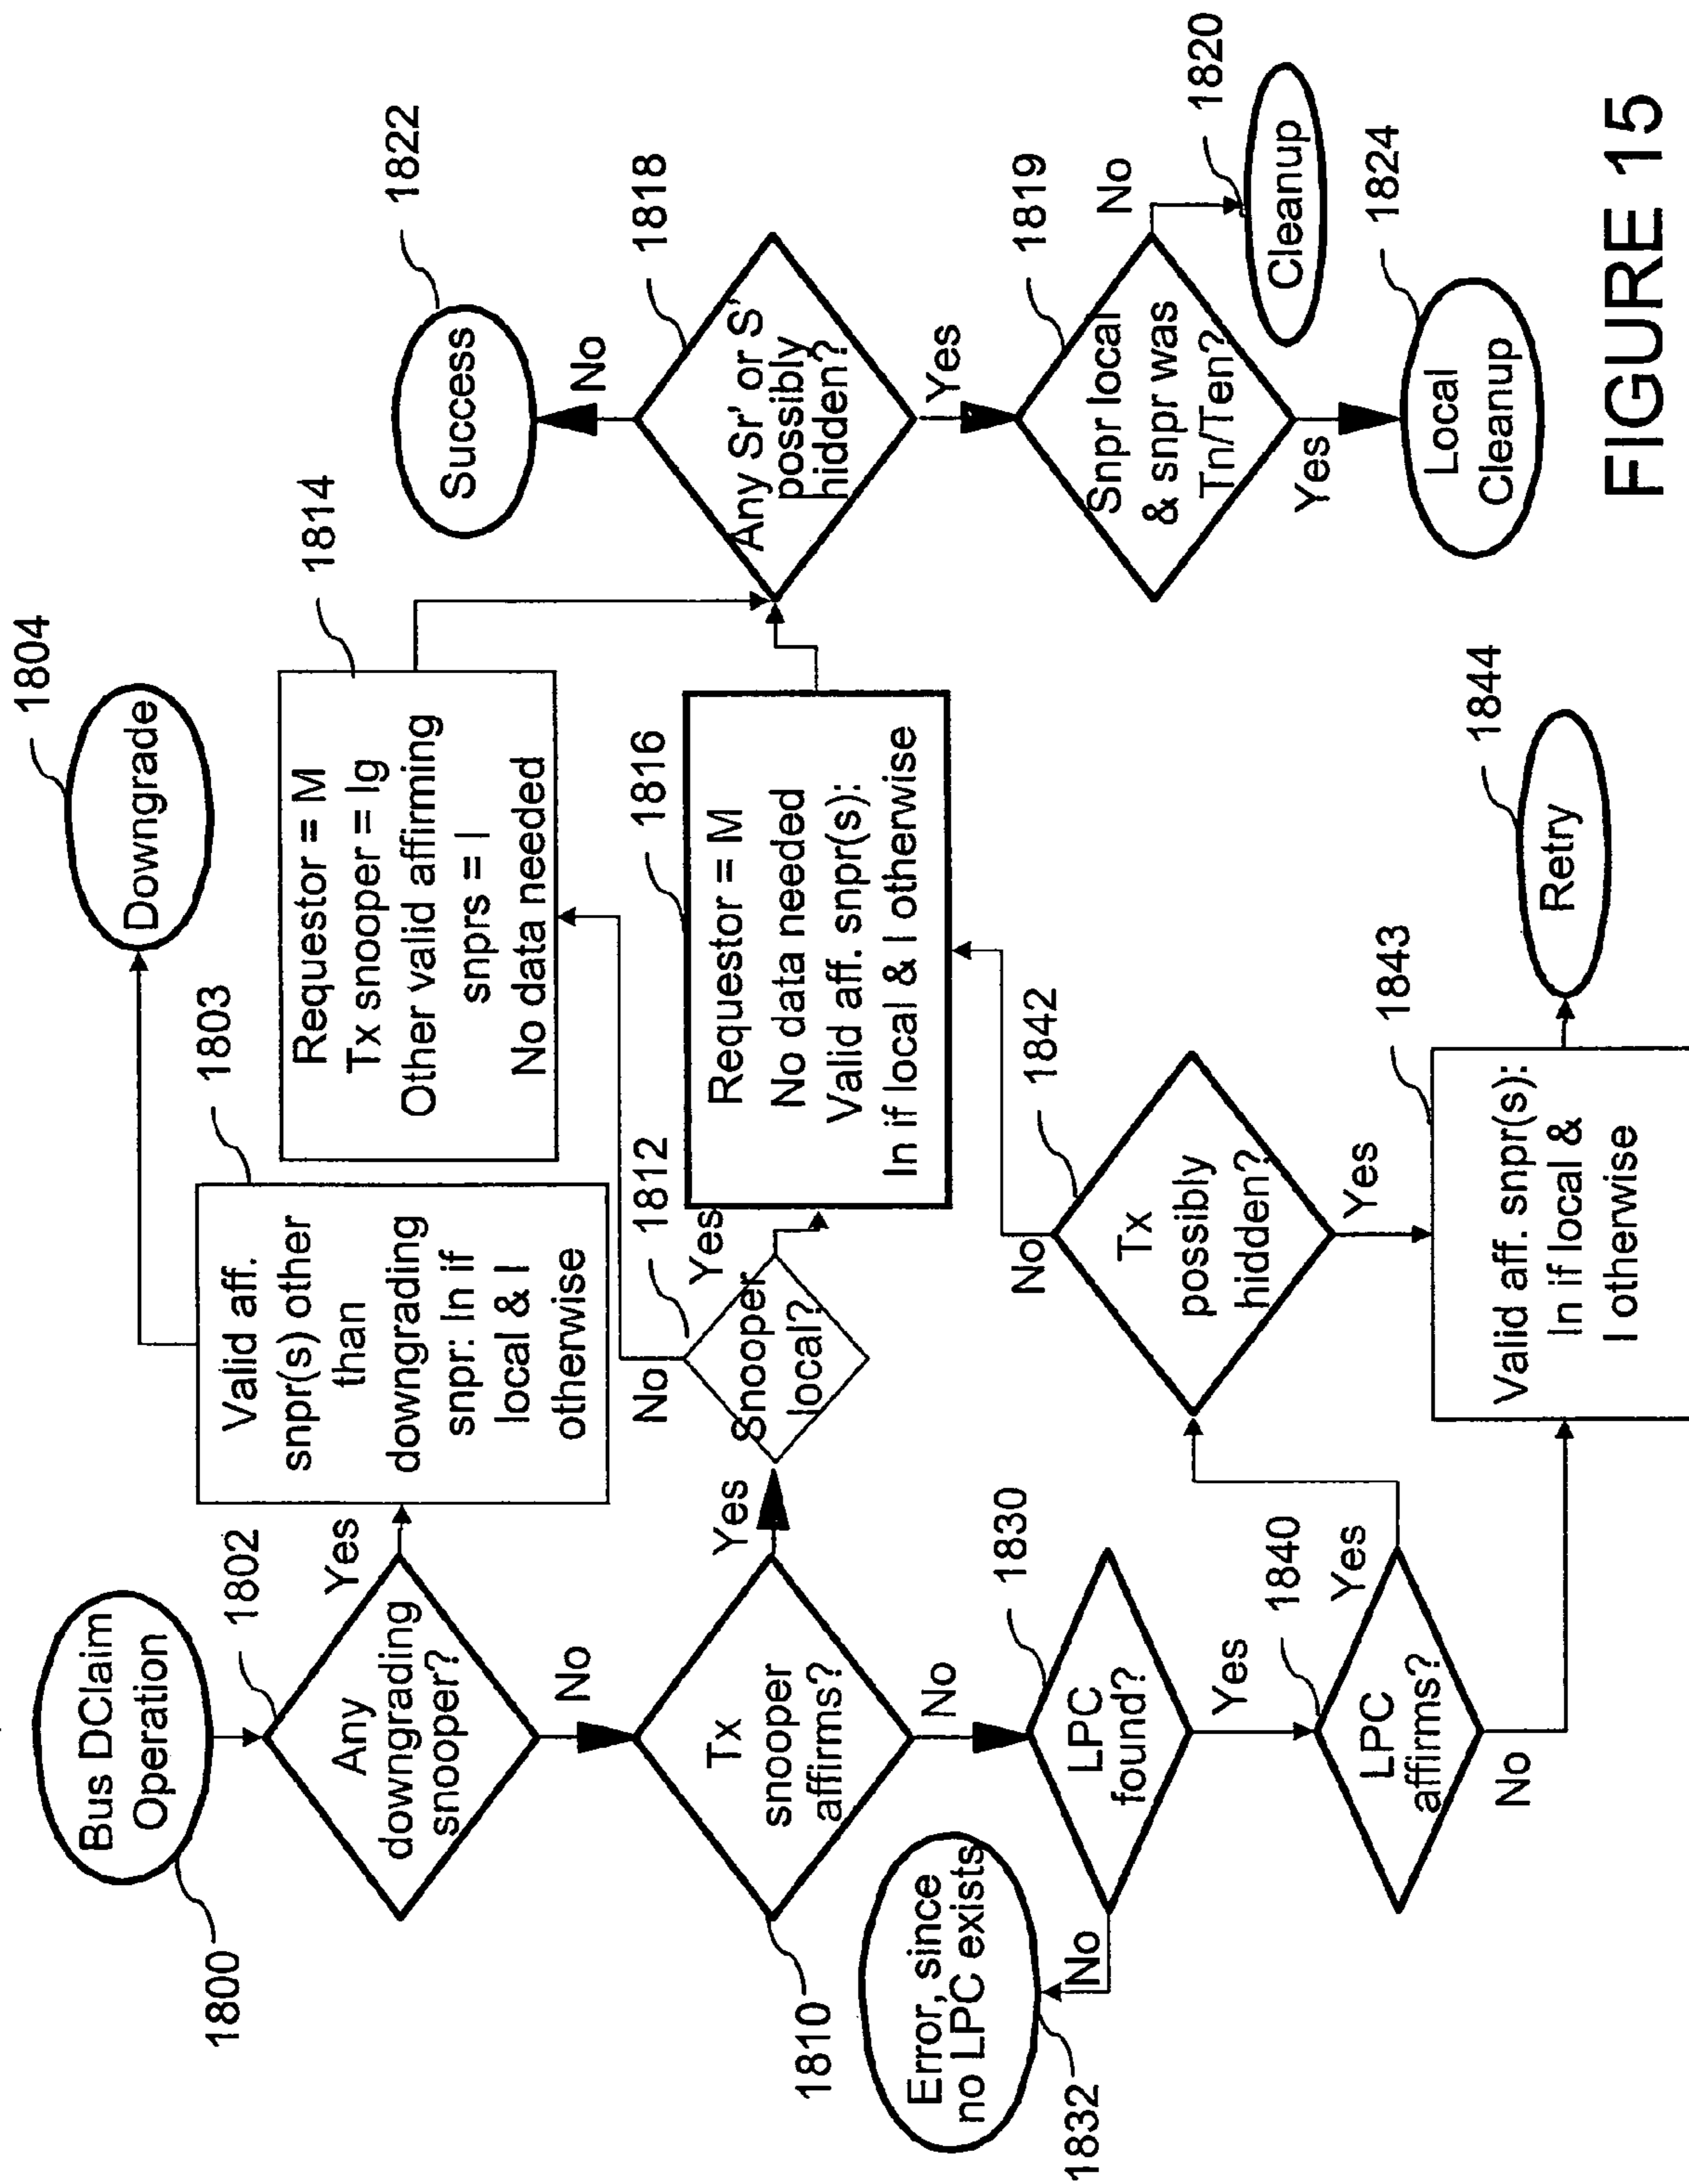 Bus DClaim
Operation
1800
Any
downgrading
snooper?
1802
Yes
No
Valid aff.
snpr(s) other
than
downgrading
snpr: In if
local & I
otherwise
1803
Downgrade
1804
Tx
snooper
affirms?
1810
Yes
No
Snooper
local?
1812
No
Yes
Requestor = M
Tx snooper = Ig
Other valid affirming
snprs = I
No data needed
1814
Requestor = M
No data needed
Valid aff. snpr(s):
In if local & I otherwise
1816
Any Sr' or S'
possibly
hidden?
1818
No
Yes
Success
1822
Snpr local
& snpr was
Tn/Ten?
1819
No
Yes
Cleanup
1820
Local
Cleanup
1824
LPC
found?
1830
No
Yes
Error, since
no LPC exists
1832
LPC
affirms?
1840
Yes
No
Tx
possibly
hidden?
1842
No
Yes
Valid aff. snpr(s):
In if local &
I otherwise
1843
Retry
1844
FIGURE 15